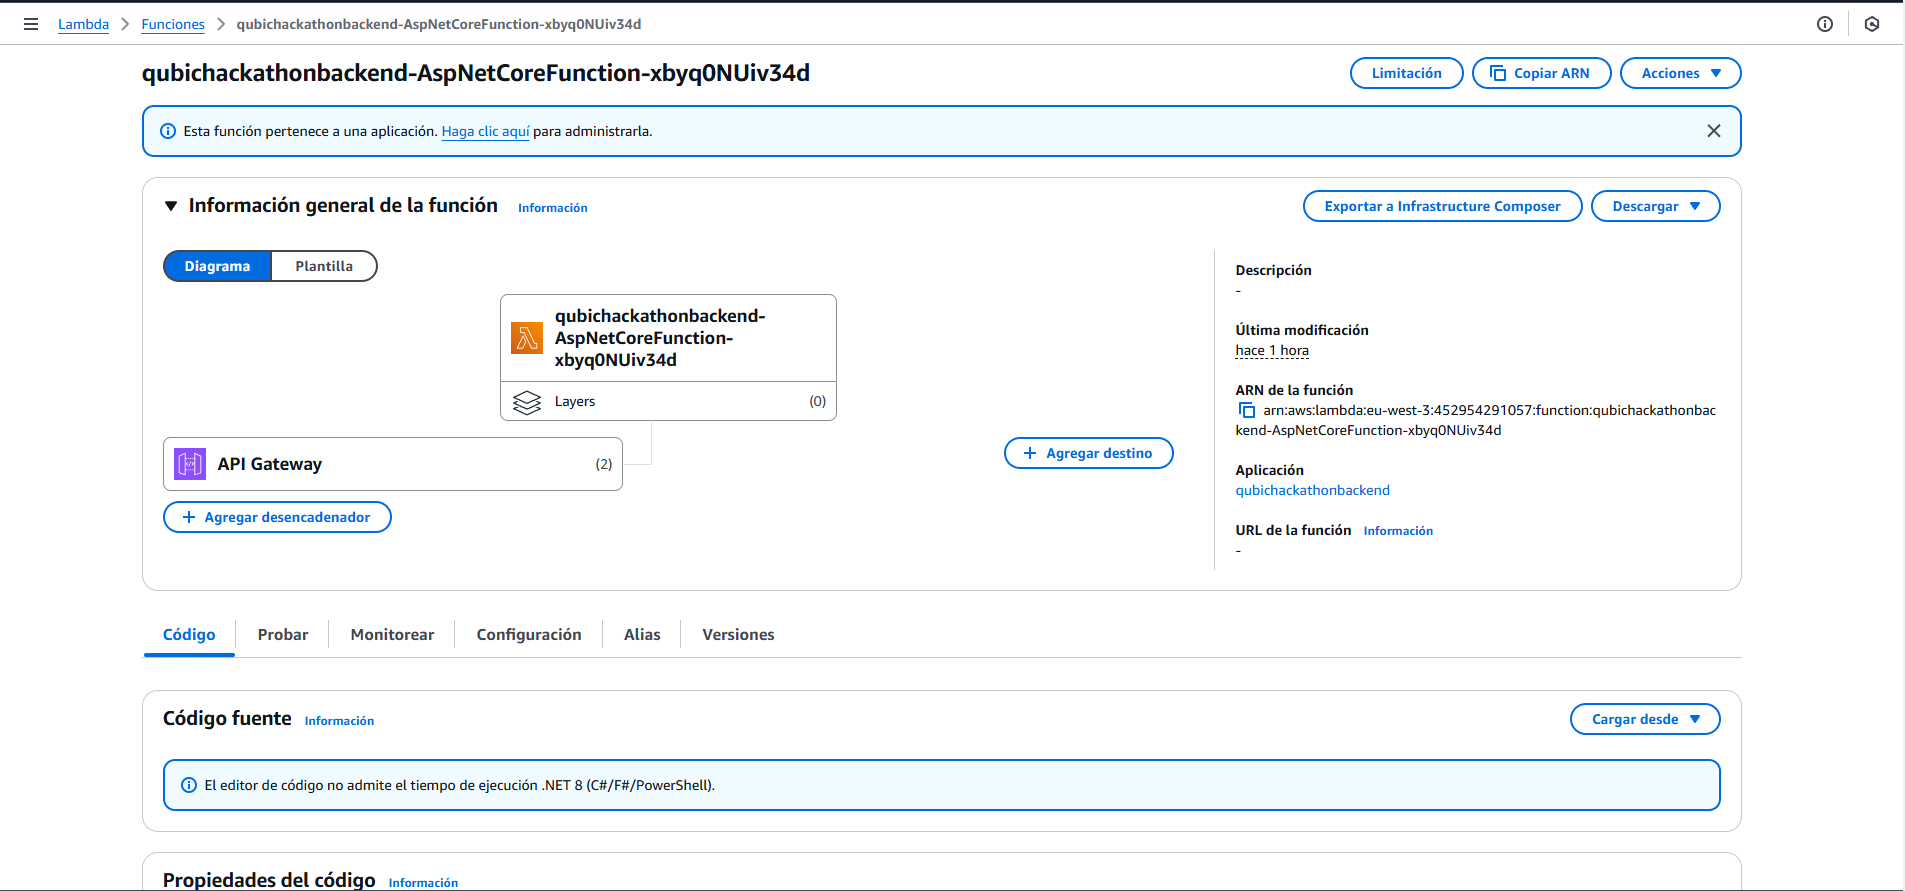 Lambda
Funciones
qubichackathonbackend-AspNetCoreFunction-xbyq0NUiv34d
qubichackathonbackend-AspNetCoreFunction-xbyq0NUiv34d
Limitación
Copiar ARN
Acciones
Esta función pertenece a una aplicación. Haga clic aquí para administrarla.
Información general de la función
Información
Exportar a Infrastructure Composer
Descargar
Diagrama
Plantilla
qubichackathonbackend-
AspNetCoreFunction-
xbyq0NUiv34d
Layers
(0)
API Gateway
(2)
Agregar desencadenador
Agregar destino
Descripción
-
Última modificación
hace 1 hora
ARN de la función
arn:aws:lambda:eu-west-3:452954291057:function:qubichackathonbac
kend-AspNetCoreFunction-xbyq0NUiv34d
Aplicación
qubichackathonbackend
URL de la función
Información
-
Código
Probar
Monitorear
Configuración
Alias
Versiones
Código fuente
Información
Cargar desde
El editor de código no admite el tiempo de ejecución .NET 8 (C#/F#/PowerShell).
Propiedades del código
Información